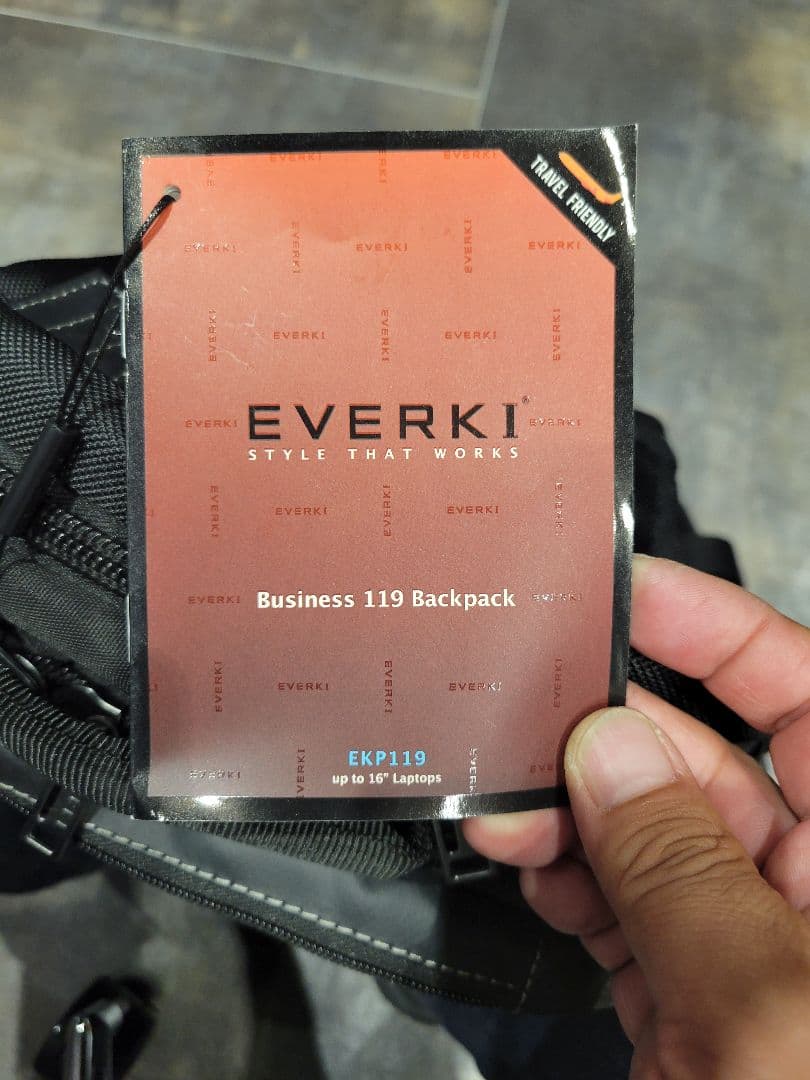 TRAVEL FRIENDLY
EVERKI®
STYLE THAT WORKS
Business 119 Backpack
EKP119
up to 16" Laptops